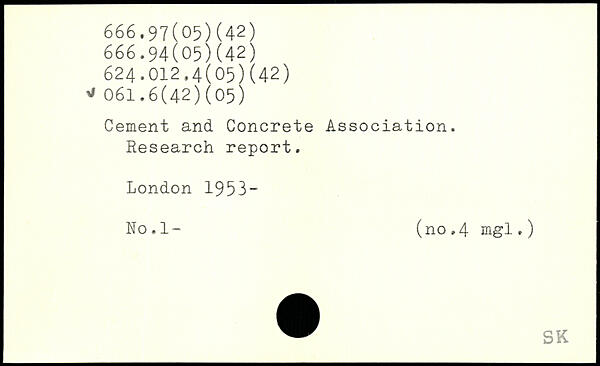 666.97(05)(42)
666.94(05)(42)
624.012.4(05)(42)
✓ 061.6(42)(05)
Cement and Concrete Association.
Research report.
London 1953-
No.1- (no.4 mgl.)
SK